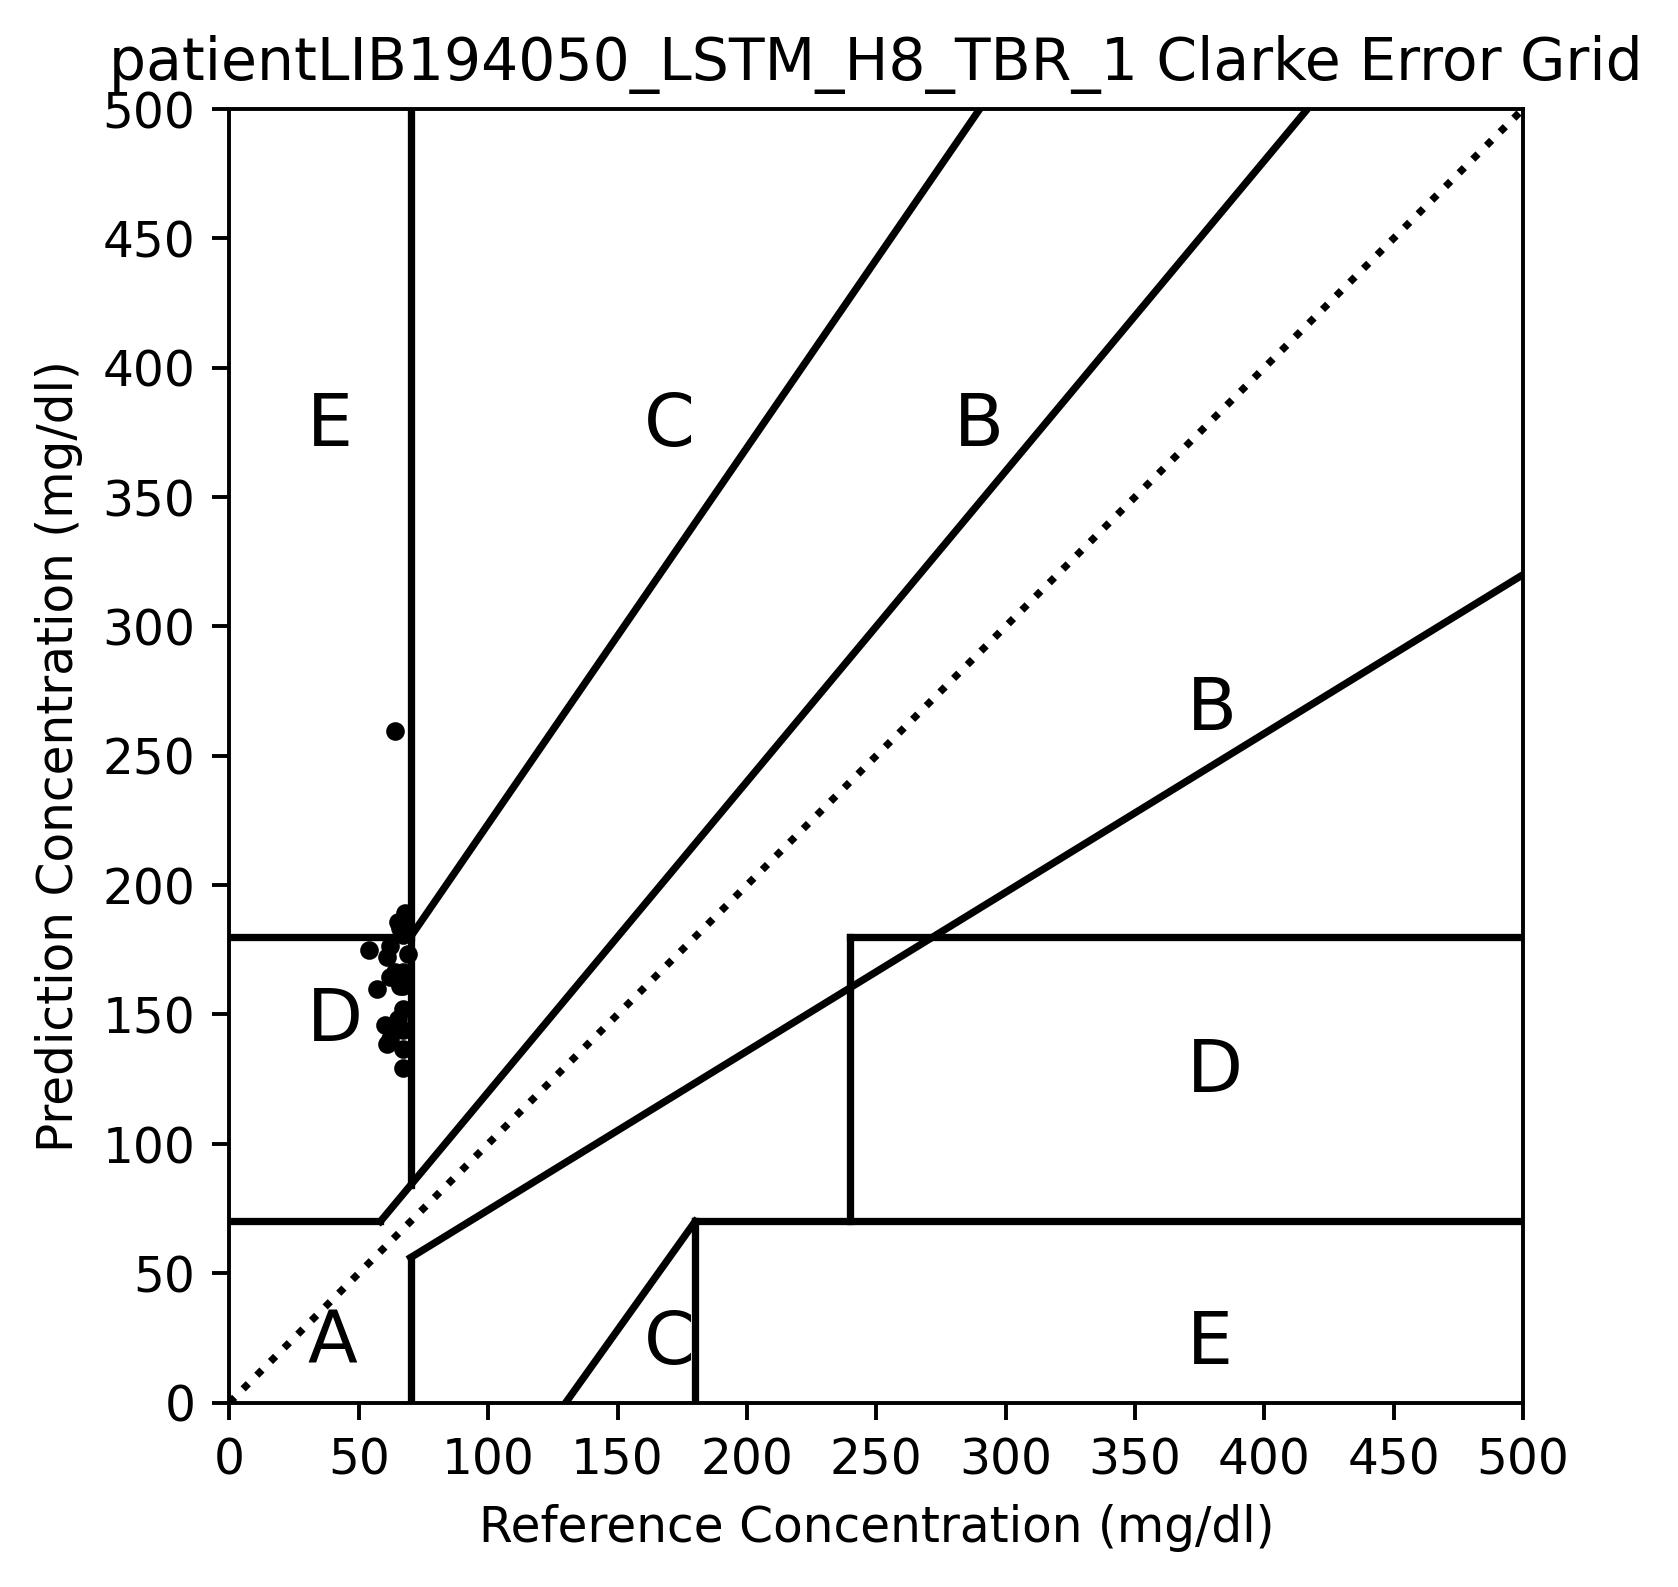 patientLIB194050_LSTM_H8_TBR_1 Clarke Error Grid
500
450
400
350
300
250
200
150
100
50
0
Prediction Concentration (mg/dl)
E
C
B
B
D
D
A
C
E
0 50 100 150 200 250 300 350 400 450 500
Reference Concentration (mg/dl)